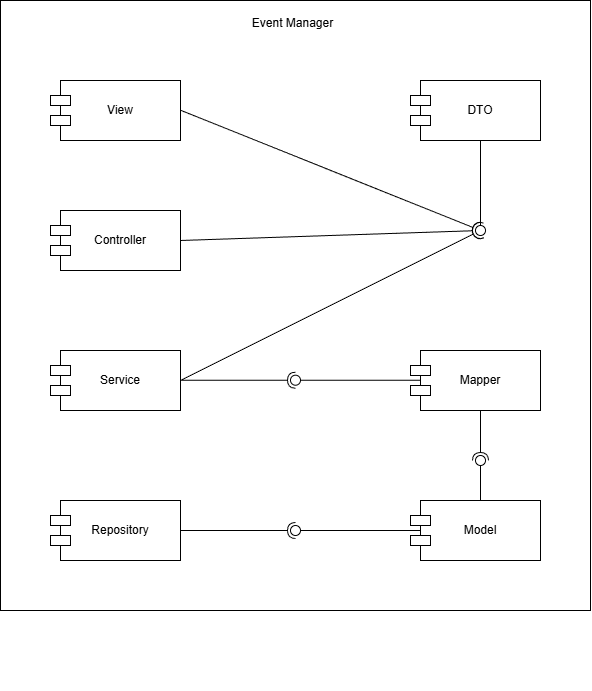 Event Manager
View
DTO
Controller
Service
Mapper
Repository
Model